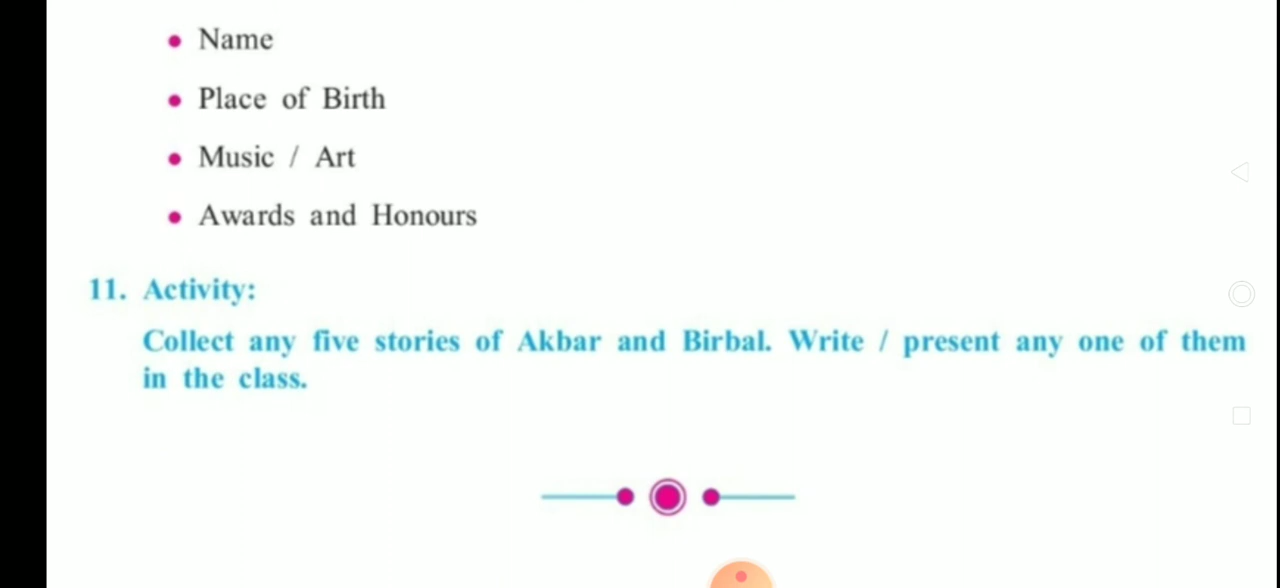 • Name
• Place of Birth
• Music / Art
• Awards and Honours
11. Activity:
Collect any five stories of Akbar and Birbal. Write / present any one of them
in the class.